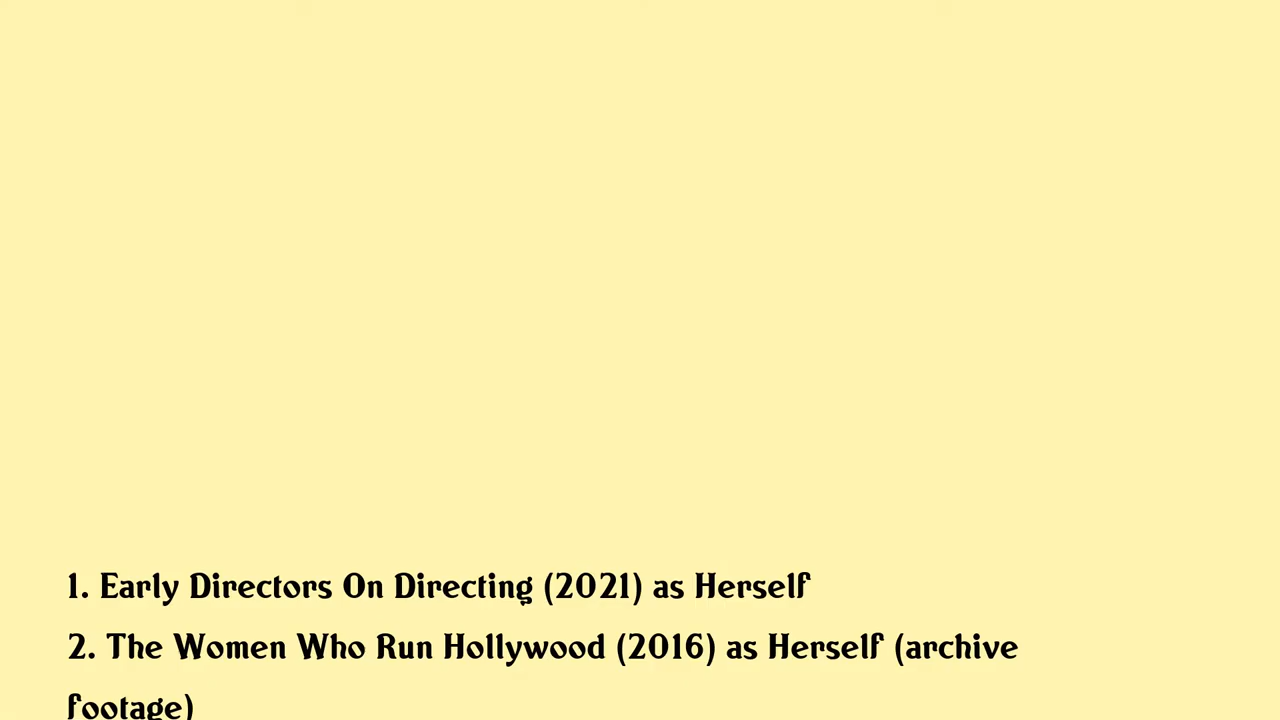 1. Early Directors On Directing (2021) as Herself
2. The Women Who Run Hollywood (2016) as Herself (archive
footage)